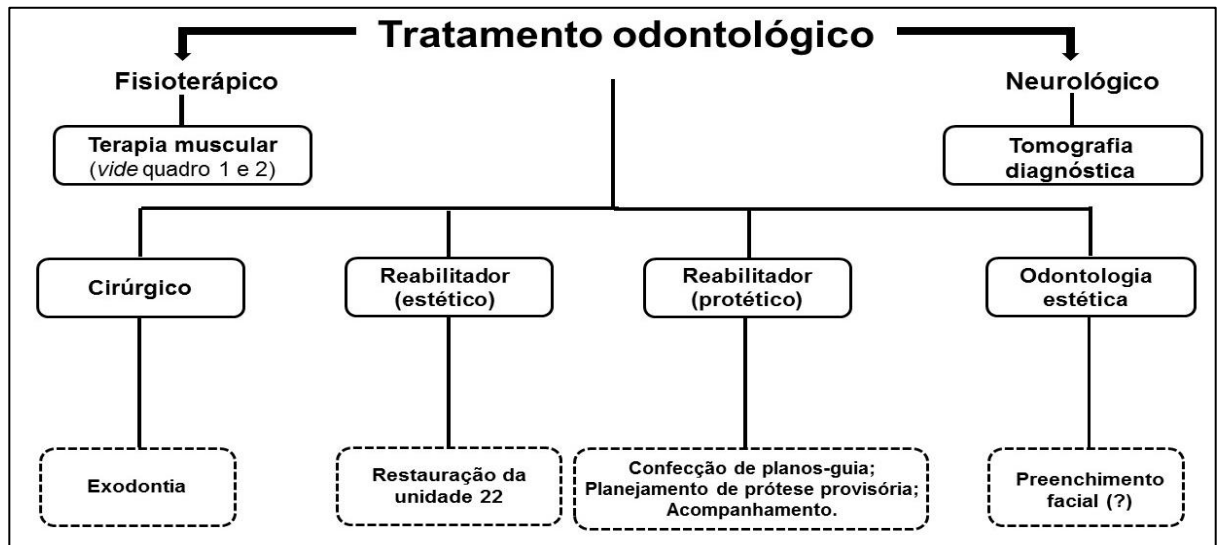 Tratamento odontológico
Fisioterápico
Neurológico
Terapia muscular
(vide quadro 1 e 2)
Tomografia
diagnóstica
Cirúrgico
Reabilitador
(estético)
Reabilitador
(protético)
Odontologia
estética
Exodontia
Restauração da
unidade 22
Confecção de planos-guia;
Planejamento de prótese provisória;
Acompanhamento.
Preenchimento
facial (?)